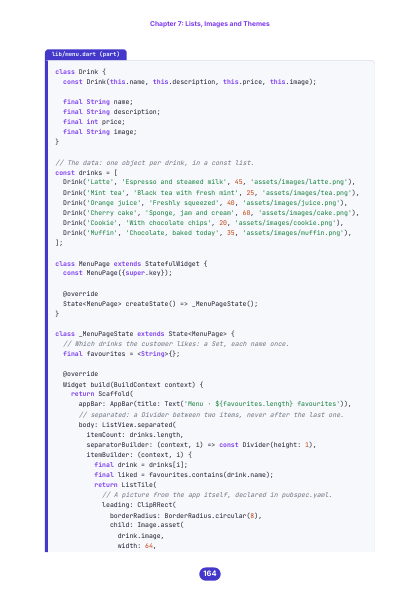 Chapter 7: Lists, Images and Themes
lib/menu.dart (part)
class Drink {
  const Drink(this.name, this.description, this.price, this.image);

  final String name;
  final String description;
  final int price;
  final String image;
}

// The data: one object per drink, in a const list.
const drinks = [
  Drink('Latte', 'Espresso and steamed milk', 45, 'assets/images/latte.png'),
  Drink('Mint tea', 'Black tea with fresh mint', 25, 'assets/images/tea.png'),
  Drink('Orange juice', 'Freshly squeezed', 40, 'assets/images/juice.png'),
  Drink('Cherry cake', 'Sponge, jam and cream', 60, 'assets/images/cake.png'),
  Drink('Cookie', 'With chocolate chips', 20, 'assets/images/cookie.png'),
  Drink('Muffin', 'Chocolate, baked today', 35, 'assets/images/muffin.png'),
];

class MenuPage extends StatefulWidget {
  const MenuPage({super.key});

  @override
  State<MenuPage> createState() => _MenuPageState();
}

class _MenuPageState extends State<MenuPage> {
  // Which drinks the customer likes: a Set, each name once.
  final favourites = <String>{};

  @override
  Widget build(BuildContext context) {
    return Scaffold(
      appBar: AppBar(title: Text('Menu · ${favourites.length} favourites')),
      // separated: a Divider between two items, never after the last one.
      body: ListView.separated(
        itemCount: drinks.length,
        separatorBuilder: (context, i) => const Divider(height: 1),
        itemBuilder: (context, i) {
          final drink = drinks[i];
          final liked = favourites.contains(drink.name);
          return ListTile(
            // A picture from the app itself, declared in pubspec.yaml.
            leading: ClipRRect(
              borderRadius: BorderRadius.circular(8),
              child: Image.asset(
                drink.image,
                width: 64,
164